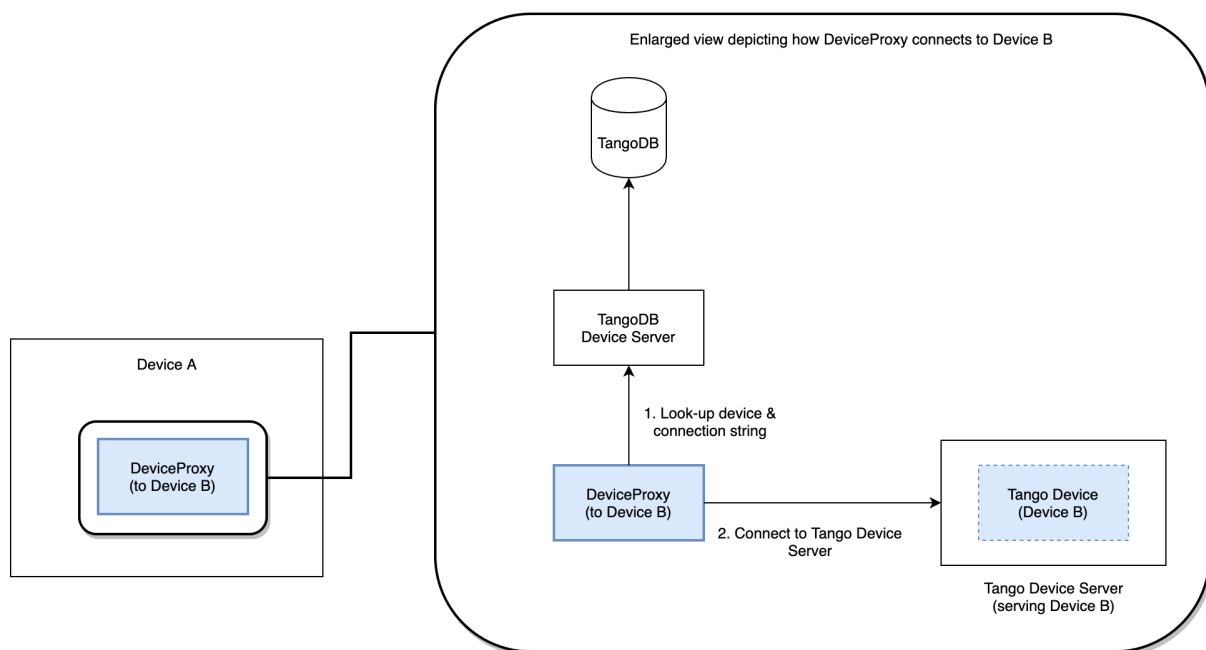 Enlarged view depicting how DeviceProxy connects to Device B
TangoDB
TangoDB
Device Server
Device A
1. Look-up device &
connection string
DeviceProxy
(to Device B)
DeviceProxy
(to Device B)
2. Connect to Tango Device
Server
Tango Device
(Device B)
Tango Device Server
(serving Device B)